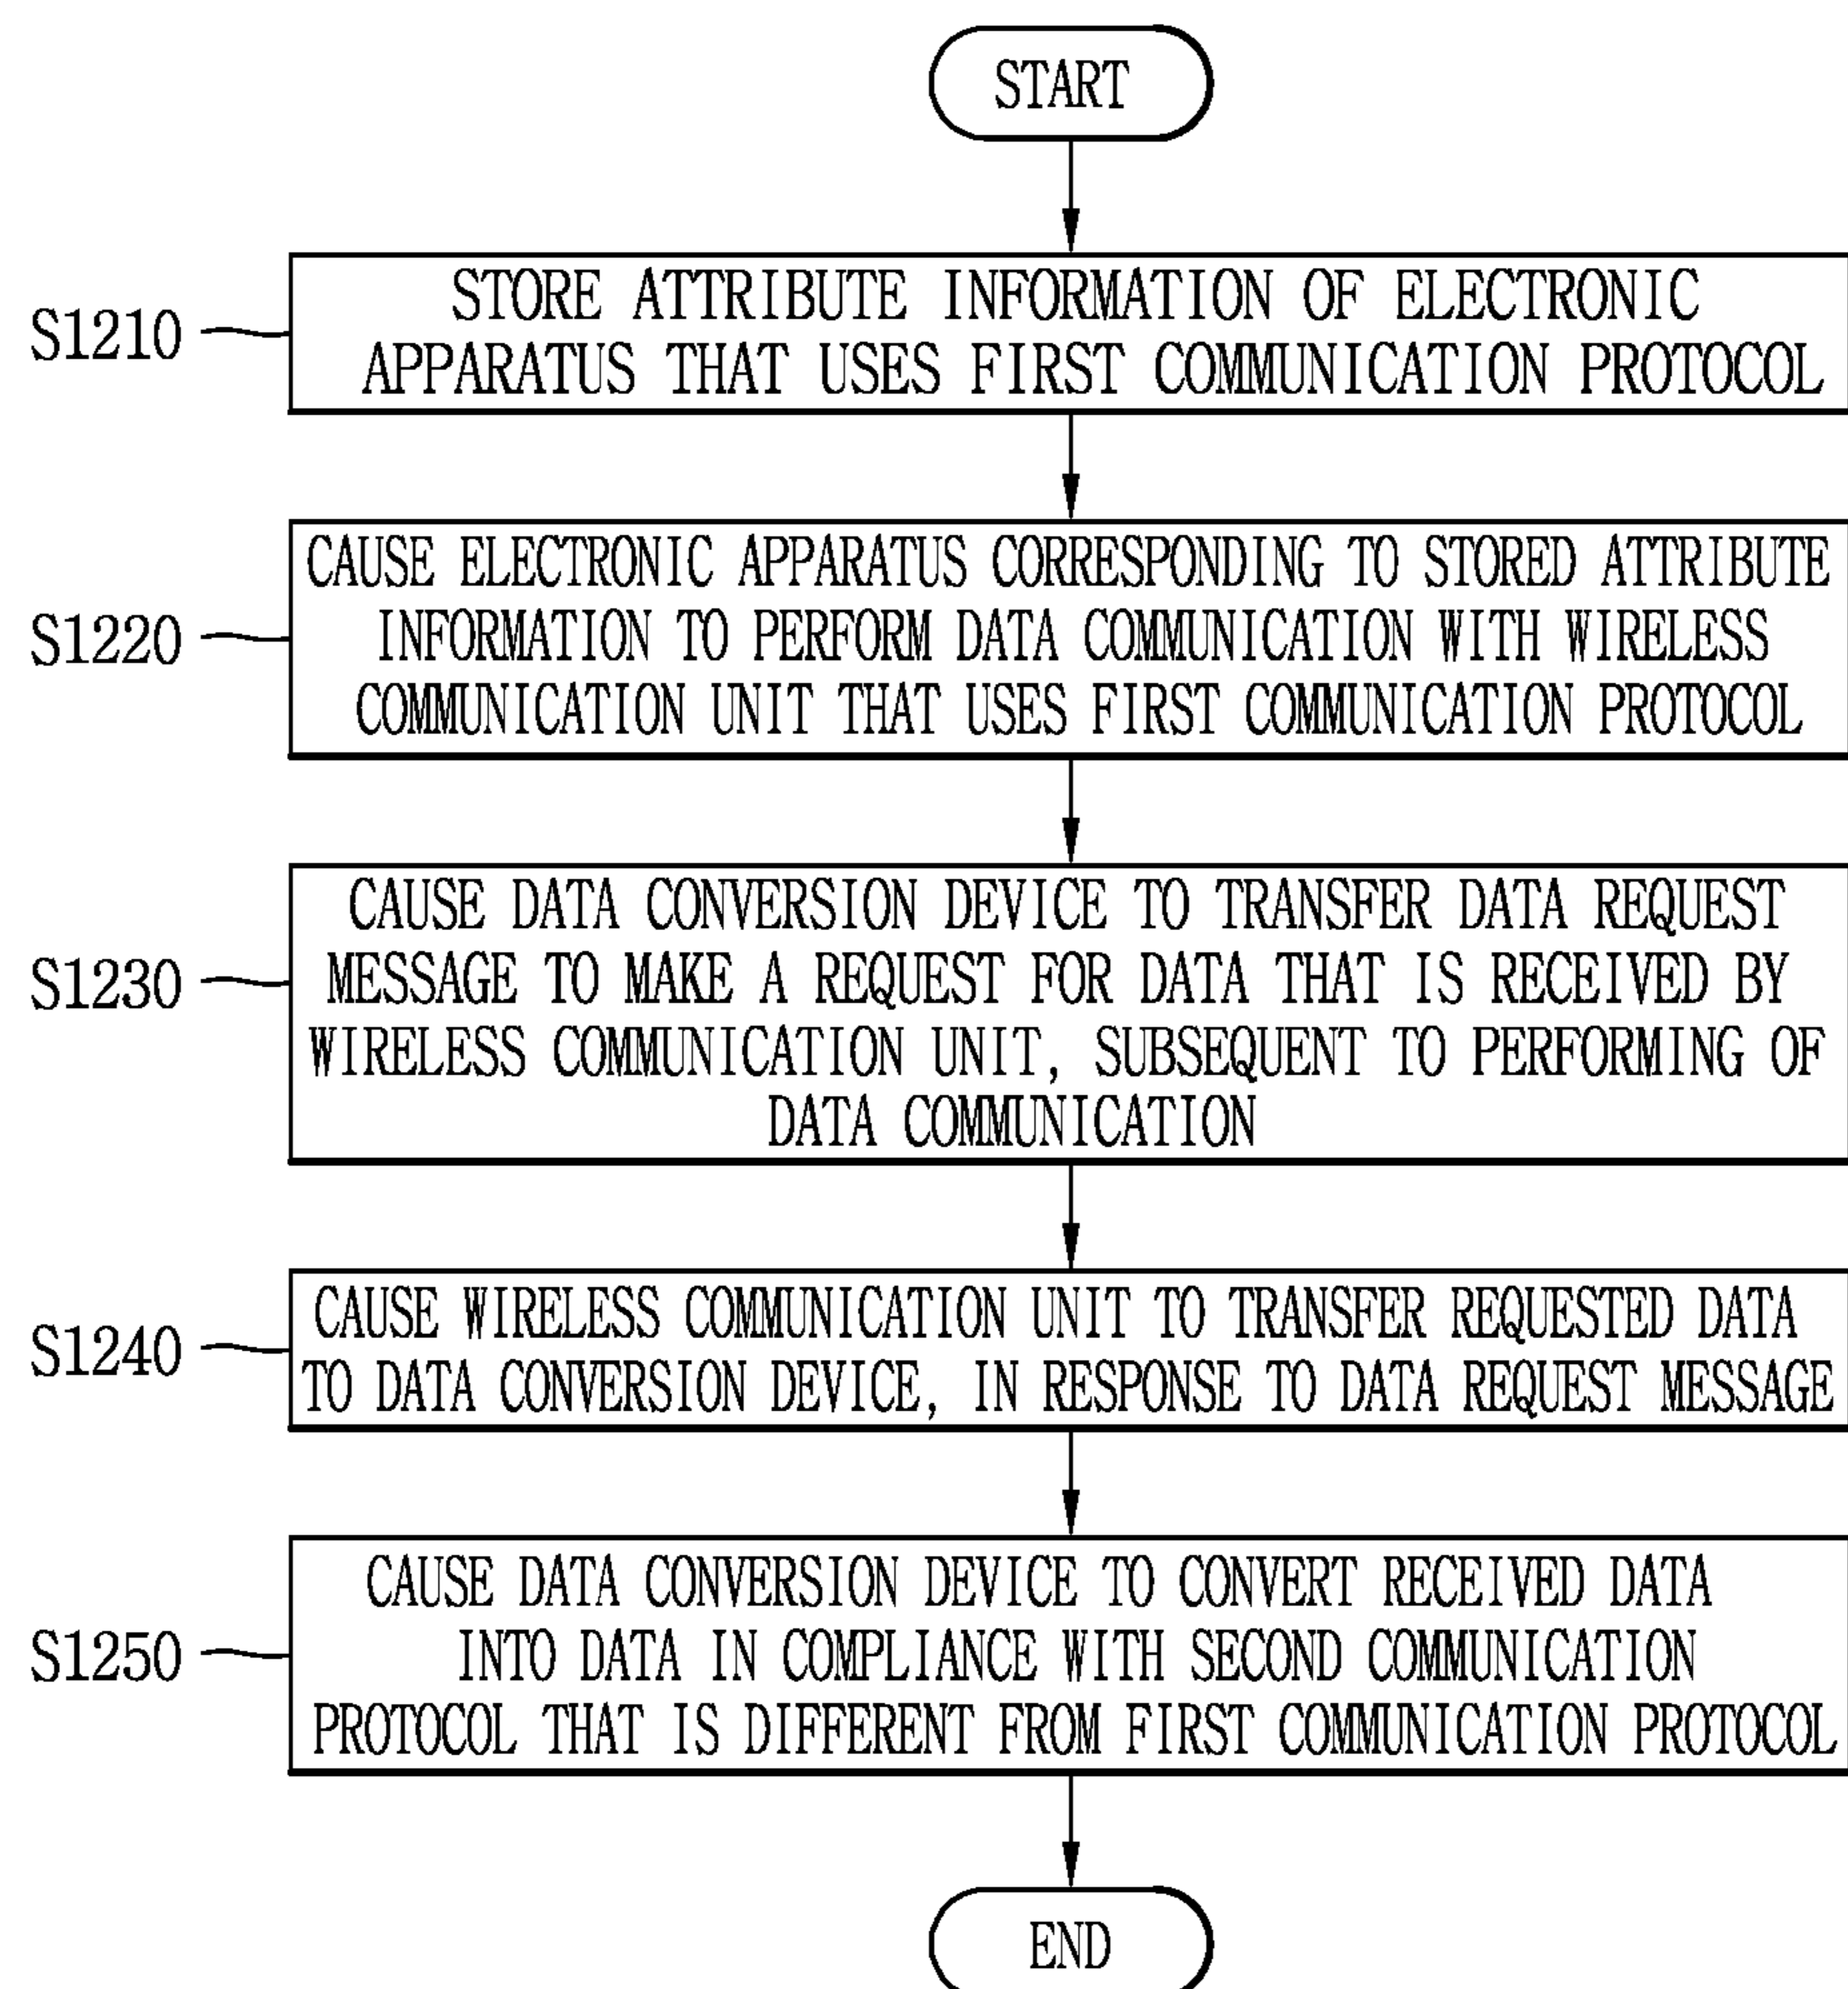 START
S1210
STORE ATTRIBUTE INFORMATION OF ELECTRONIC
APPARATUS THAT USES FIRST COMMUNICATION PROTOCOL
S1220
CAUSE ELECTRONIC APPARATUS CORRESPONDING TO STORED ATTRIBUTE
INFORMATION TO PERFORM DATA COMMUNICATION WITH WIRELESS
COMMUNICATION UNIT THAT USES FIRST COMMUNICATION PROTOCOL
S1230
CAUSE DATA CONVERSION DEVICE TO TRANSFER DATA REQUEST
MESSAGE TO MAKE A REQUEST FOR DATA THAT IS RECEIVED BY
WIRELESS COMMUNICATION UNIT, SUBSEQUENT TO PERFORMING OF
DATA COMMUNICATION
S1240
CAUSE WIRELESS COMMUNICATION UNIT TO TRANSFER REQUESTED DATA
TO DATA CONVERSION DEVICE, IN RESPONSE TO DATA REQUEST MESSAGE
S1250
CAUSE DATA CONVERSION DEVICE TO CONVERT RECEIVED DATA
INTO DATA IN COMPLIANCE WITH SECOND COMMUNICATION
PROTOCOL THAT IS DIFFERENT FROM FIRST COMMUNICATION PROTOCOL
END